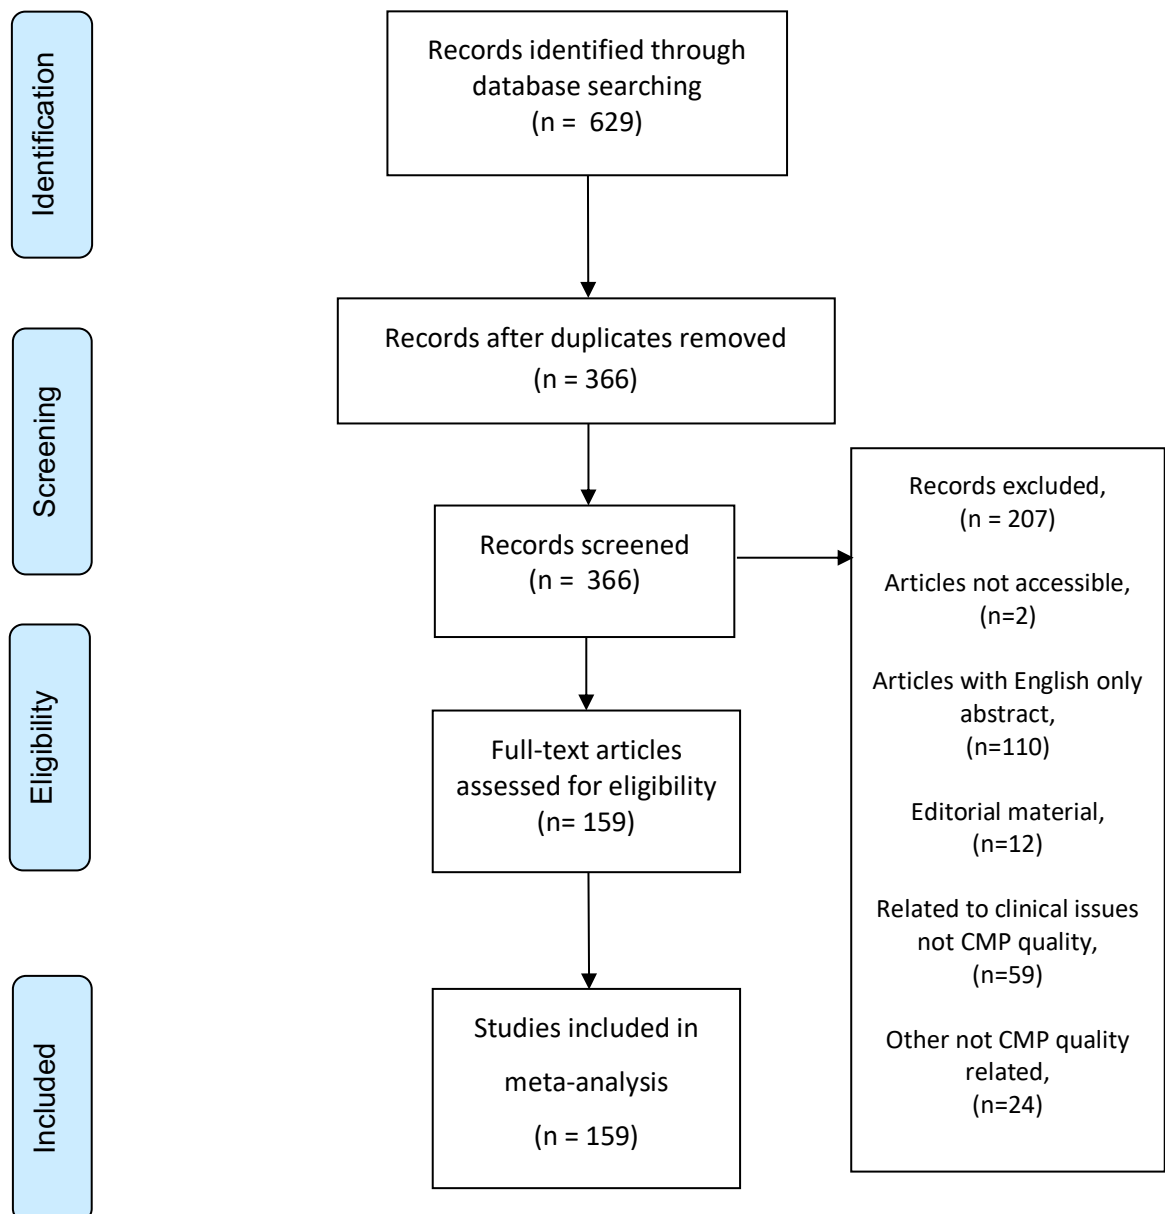 Identification
Records identified through
database searching
(n =  629)
Screening
Records after duplicates removed
(n = 366)
Records screened
(n =  366)
Records excluded,
(n = 207)
Articles not accessible,
(n=2)
Articles with English only
abstract,
(n=110)
Editorial material,
(n=12)
Related to clinical issues
not CMP quality,
(n=59)
Other not CMP quality
related,
(n=24)
Eligibility
Full-text articles
assessed for eligibility
(n= 159)
Included
Studies included in
meta-analysis
(n = 159)